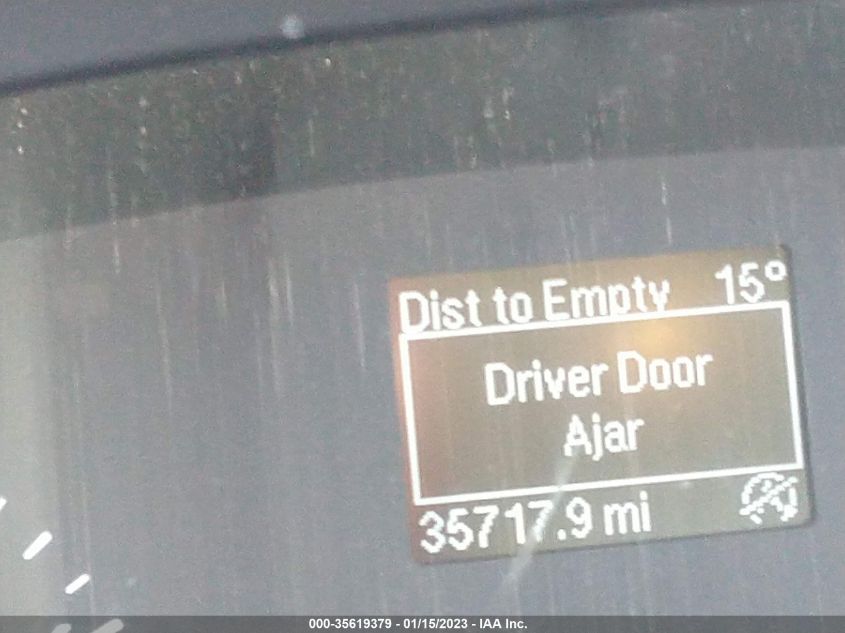 Dist to Empty 15°
Driver Door
Ajar
35717.9 mi
000-35619379 - 01/15/2023 - IAA Inc.